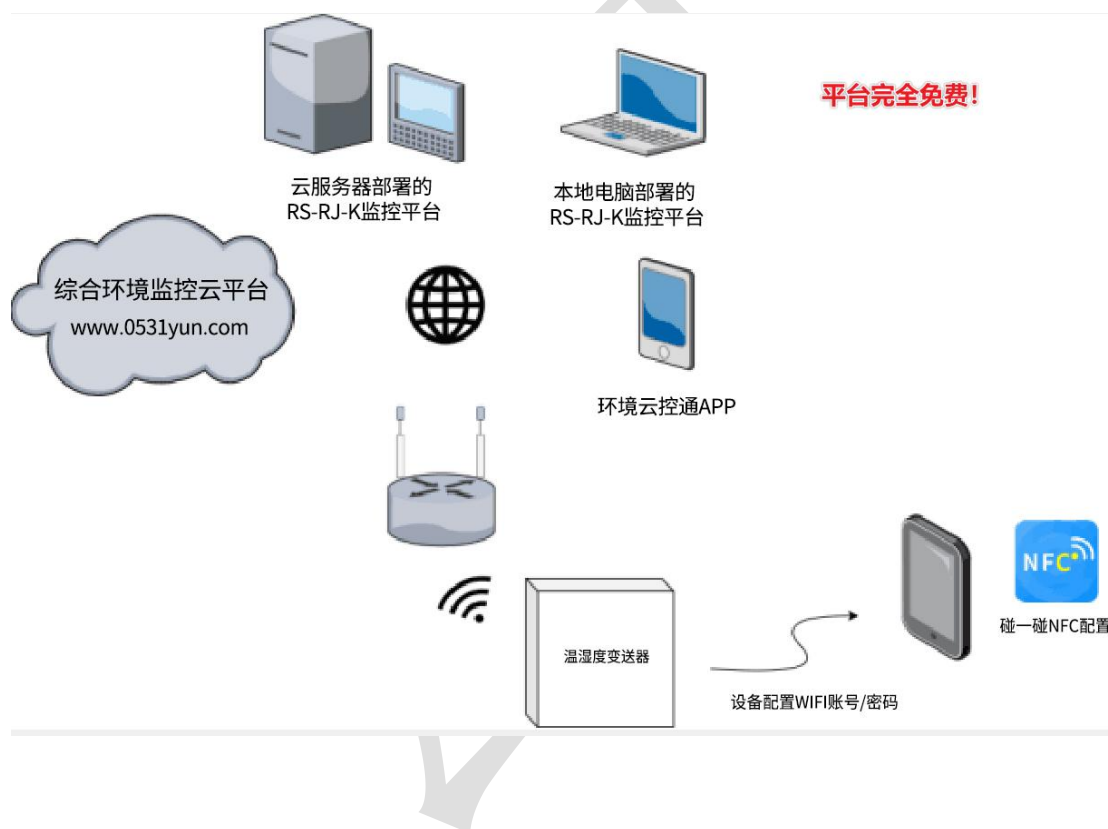 平台完全免费!
云服务器部署的
RS-RJ-K监控平台
本地电脑部署的
RS-RJ-K监控平台
综合环境监控云平台
www.0531yun.com
环境云控通APP
NFC
碰一碰NFC配置
温湿度变送器
设备配置WIFI账号/密码